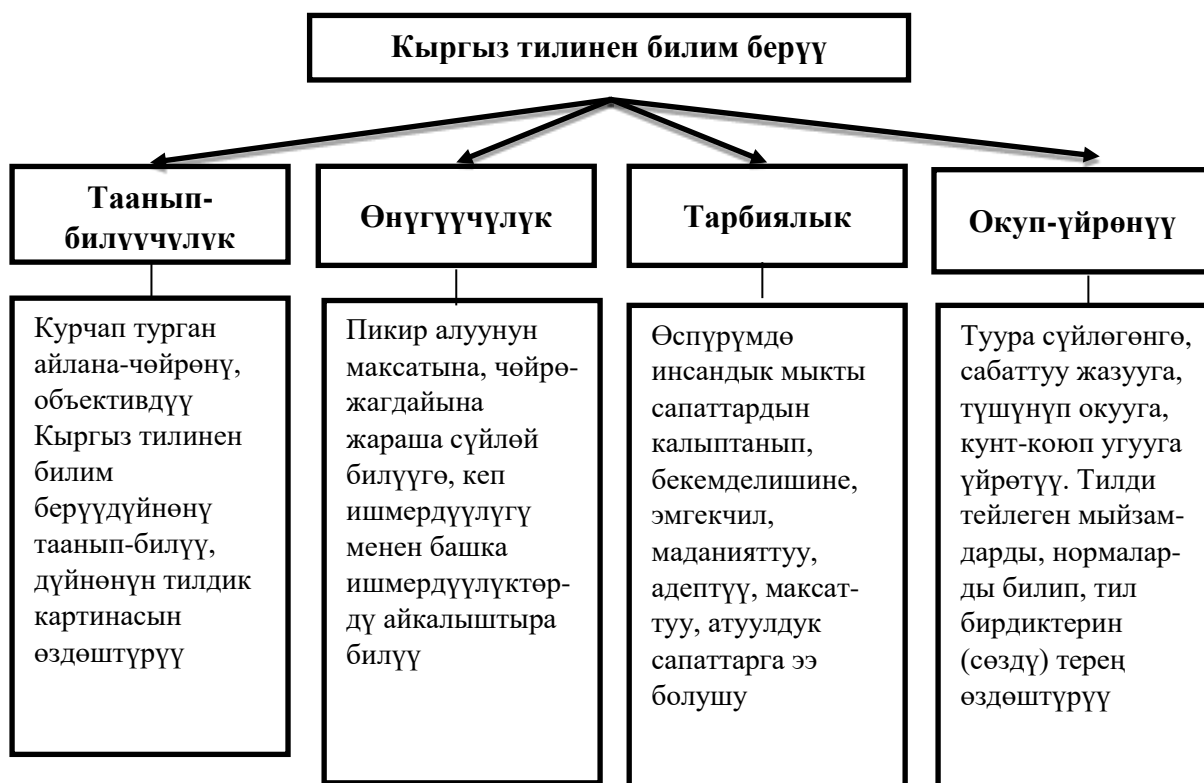 Кыргыз тилинен билим берүү
Таанып-
билүүчүлүк
Өнүгүүчүлүк
Тарбиялык
Окуп-үйрөнүү
Курчап турган
айлана-чөйрөнү,
объективдүү
Кыргыз тилинен
билим
берүүдүйнөнү
таанып-билүү,
дүйнөнүн тилдик
картинасын
өздөштүрүү
Пикир алуунун
максатына, чөйрө-
жагдайына
жараша сүйлөй
билүүгө, кеп
ишмердүүлүгү
менен башка
ишмердүүлүктөр-
дү айкалыштыра
билүү
Өспүрүмдө
инсандык мыкты
сапаттардын
калыптанып,
бекемделишине,
эмгекчил,
маданияттуу,
адептүү, максат-
туу, атуулдук
сапаттарга ээ
болушу
Туура сүйлөгөнгө,
сабаттуу жазууга,
түшүнүп окууга,
кунт-коюп угууга
үйрөтүү. Тилди
тейлеген мыйзам-
дарды, нормалар-
ды билип, тил
бирдиктерин
(сөздү) терең
өздөштүрүү